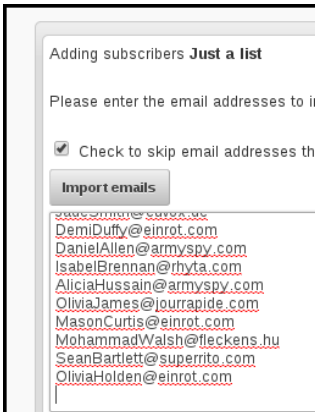 Adding subscribers Just a list
Please enter the email addresses to i
Check to skip email addresses th
Import emails
DemiDuffy@einrot.com
DanielAllen@armyspy.com
IsabelBrennan@rhyta.com
AliciaHussain@armyspy.com
OliviaJames@jourrapide.com
MasonCurtis@einrot.com
MohammadWalsh@fleckens.hu
SeanBartlett@superrito.com
OliviaHolden@einrot.com